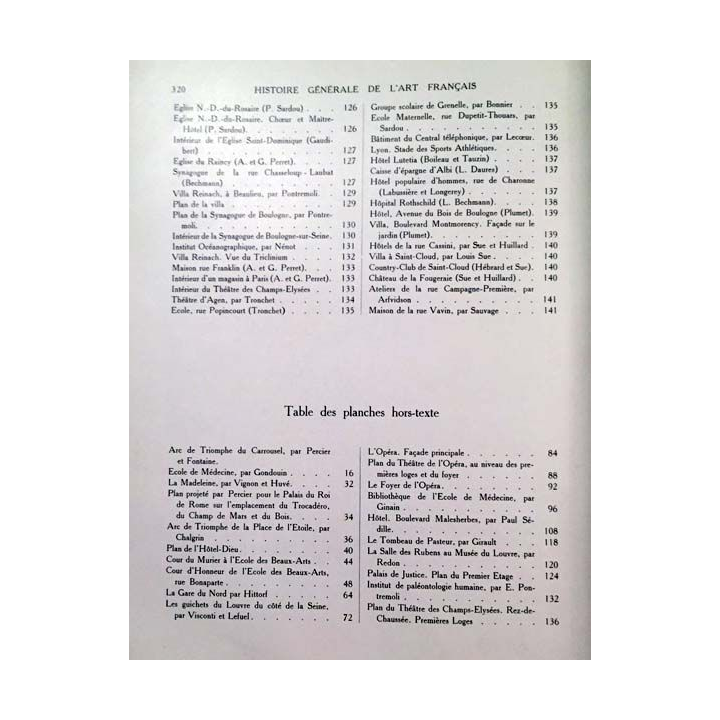 320 HISTOIRE GÉNÉRALE DE L'ART FRANÇAIS
Eglise N.-D.-du-Rosaire (P. Sardou) . . . 126
Eglise N.-D.-du-Rosaire. Chœur et Maître-
Hôtel (P. Sardou). . . . . . . . . 126
Intérieur de l'Eglise Saint-Dominique (Gaudi-
bert) . . . . . . . . . . . . 127
Eglise du Raincy (A. et G. Perret). . . . 127
Synagogue de la rue Chasseloup-Laubat
(Bechmann) . . . . . . . . . . 129
Villa Reinach, à Beaulieu, par Pontremoli. . 129
Plan de la villa . . . . . . . . . 129
Plan de la Synagogue de Boulogne, par Pontre-
moli. . . . . . . . . . . . . 130
Intérieur de la Synagogue de Boulogne-sur-Seine. 130
Institut Océanographique, par Nénot . . . 131
Villa Reinach. Vue du Triclinium . . . 132
Maison rue Franklin (A. et G. Perret). . . 133
Intérieur d'un magasin à Paris (A. et G. Perret). 133
Intérieur du Théâtre des Champs-Elysées . . 133
Théâtre d'Agen, par Tronchet . . . . . 134
Ecole, rue Popincourt (Tronchet) . . . . 135
Groupe scolaire de Grenelle, par Bonnier . . 135
Ecole Maternelle, rue Dupetit-Thouars, par
Sardou . . . . . . . . . . . . 135
Bâtiment du Central téléphonique, par Lecœur. 136
Lyon. Stade des Sports Athlétiques. . . . 136
Hôtel Lutetia (Boileau et Tauzin) . . . . 137
Caisse d'épargne d'Albi (L. Daures) . . . 137
Hôtel populaire d'hommes, rue de Charonne
(Labussière et Longerey) . . . . . . 137
Hôpital Rothschild (L. Bechmann). . . . 138
Hôtel, Avenue du Bois de Boulogne (Plumet). 139
Villa, Boulevard Montmorency. Façade sur le
jardin (Plumet). . . . . . . . . . 139
Hôtels de la rue Cassini, par Sue et Huillard . 140
Villa à Saint-Cloud, par Louis Sue . . . . 140
Country-Club de Saint-Cloud (Hébrard et Sue). 140
Château de la Fougeraie (Sue et Huillard) . . 140
Ateliers de la rue Campagne-Première, par
Arfvidson . . . . . . . . . . . 141
Maison de la rue Vavin, par Sauvage . . . 141
Table des planches hors-texte
Arc de Triomphe du Carrousel, par Percier
et Fontaine.
Ecole de Médecine, par Gondouin . . . . 16
La Madeleine, par Vignon et Huvé. . . . 32
Plan projeté par Percier pour le Palais du Roi
de Rome sur l'emplacement du Trocadéro,
du Champ de Mars et du Bois. . . . . 34
Arc de Triomphe de la Place de l'Etoile, par
Chalgrin . . . . . . . . . . . 36
Plan de l'Hôtel-Dieu. . . . . . . . . 40
Cour du Murier à l'Ecole des Beaux-Arts . . 44
Cour d'Honneur de l'Ecole des Beaux-Arts,
rue Bonaparte. . . . . . . . . . 48
La Gare du Nord par Hittorf . . . . . 64
Les guichets du Louvre du côté de la Seine,
par Visconti et Lefuel. . . . . . . . 72
L'Opéra. Façade principale . . . . . . 84
Plan du Théâtre de l'Opéra, au niveau des pre-
mières loges et du foyer . . . . . . 88
Le Foyer de l'Opéra. . . . . . . . . 92
Bibliothèque de l'Ecole de Médecine, par
Ginain . . . . . . . . . . . . 96
Hôtel. Boulevard Malesherbes, par Paul Sé-
dille. . . . . . . . . . . . . 108
Le Tombeau de Pasteur, par Girault . . . 118
La Salle des Rubens au Musée du Louvre, par
Redon . . . . . . . . . . . . 120
Palais de Justice. Plan du Premier Etage . . 124
Institut de paléontologie humaine, par E. Pon-
tremoli . . . . . . . . . . . . 132
Plan du Théâtre des Champs-Elysées. Rez-de-
Chaussée. Premières Loges . . . . . . 136